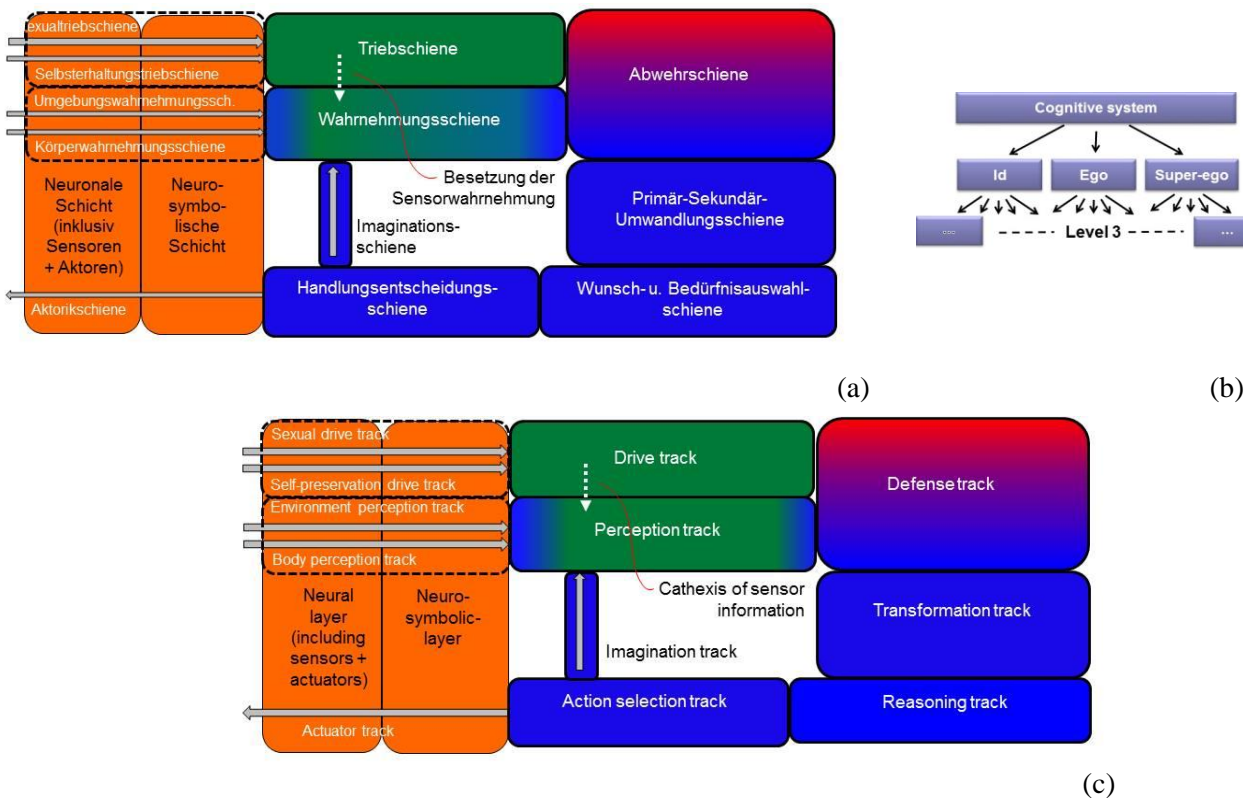 exualtriebschiene
Selbsterhaltungstriebschiene
Umgebungswahrnehmungssch.
Körperwahrnehmungsschiene
Neuronale
Schicht
(inklusiv
Sensoren
+ Aktoren)
Neuro-
symbo-
lische
Schicht
Aktorikschiene
Triebschiene
Wahrnehmungsschiene
Abwehrschiene
Besetzung der
Sensorwahrnehmung
Imaginations-
schiene
Primär-Sekundär-
Umwandlungsschiene
Handlungsentscheidungs-
schiene
Wunsch- u. Bedürfnisauswahl-
schiene
(a)
Cognitive system
Id
Ego
Super-ego
...
Level 3
...
(b)
Sexual drive track
Self-preservation drive track
Environment perception track
Body perception track
Neural
layer
(including
sensors +
actuators)
Neuro-
symbolic-
layer
Actuator track
Drive track
Perception track
Defense track
Cathexis of sensor
information
Transformation track
Imagination track
Action selection track
Reasoning track
(c)